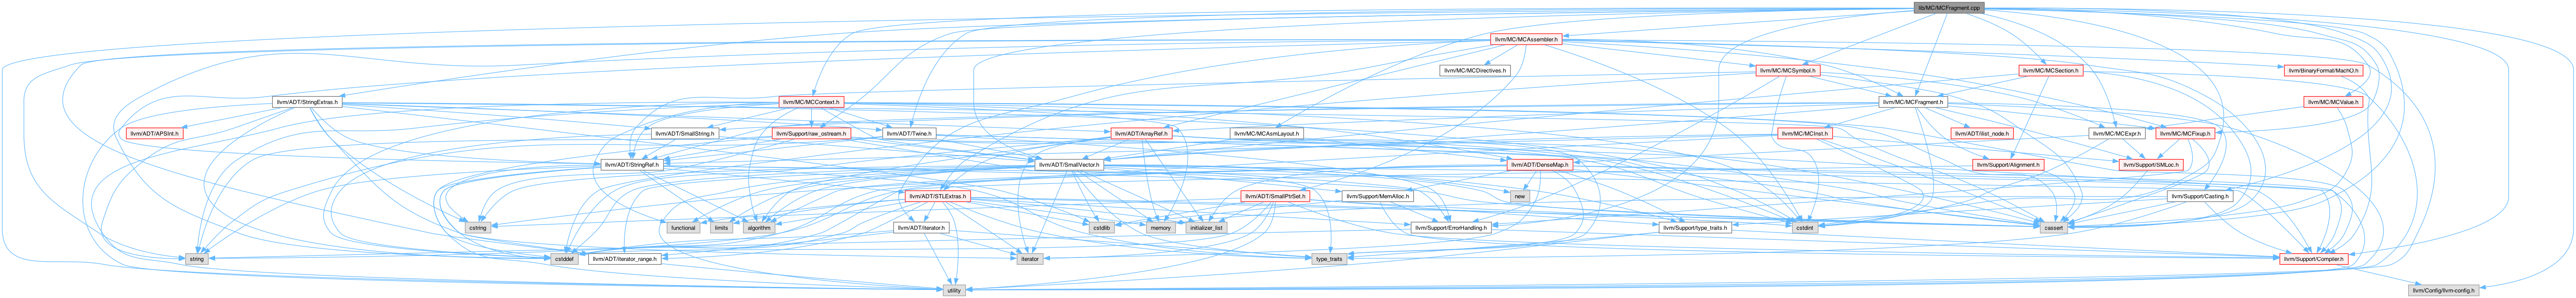 lib/MC/MCFragment.cpp
llvm/MC/MCAssembler.h
llvm/MC/MCDirectives.h
llvm/MC/MCSymbol.h
llvm/MC/MCSection.h
llvm/BinaryFormat/MachO.h
llvm/ADT/StringExtras.h
llvm/MC/MCContext.h
llvm/MC/MCFragment.h
llvm/MC/MCValue.h
llvm/ADT/APSInt.h
llvm/ADT/SmallString.h
llvm/Support/raw_ostream.h
llvm/ADT/Twine.h
llvm/ADT/ArrayRef.h
llvm/MC/MCAsmLayout.h
llvm/MC/MCInst.h
llvm/ADT/ilist_node.h
llvm/MC/MCExpr.h
llvm/MC/MCFixup.h
llvm/ADT/StringRef.h
llvm/ADT/SmallVector.h
llvm/ADT/DenseMap.h
llvm/Support/Alignment.h
llvm/Support/SMLoc.h
llvm/ADT/STLExtras.h
llvm/Support/MemAlloc.h
llvm/ADT/SmallPtrSet.h
new
llvm/Support/Casting.h
cstring
functional
limits
algorithm
llvm/ADT/iterator.h
cstdlib
memory
initializer_list
llvm/Support/ErrorHandling.h
llvm/Support/type_traits.h
cstdint
cassert
string
cstddef
llvm/ADT/iterator_range.h
iterator
type_traits
llvm/Support/Compiler.h
utility
llvm/Config/llvm-config.h